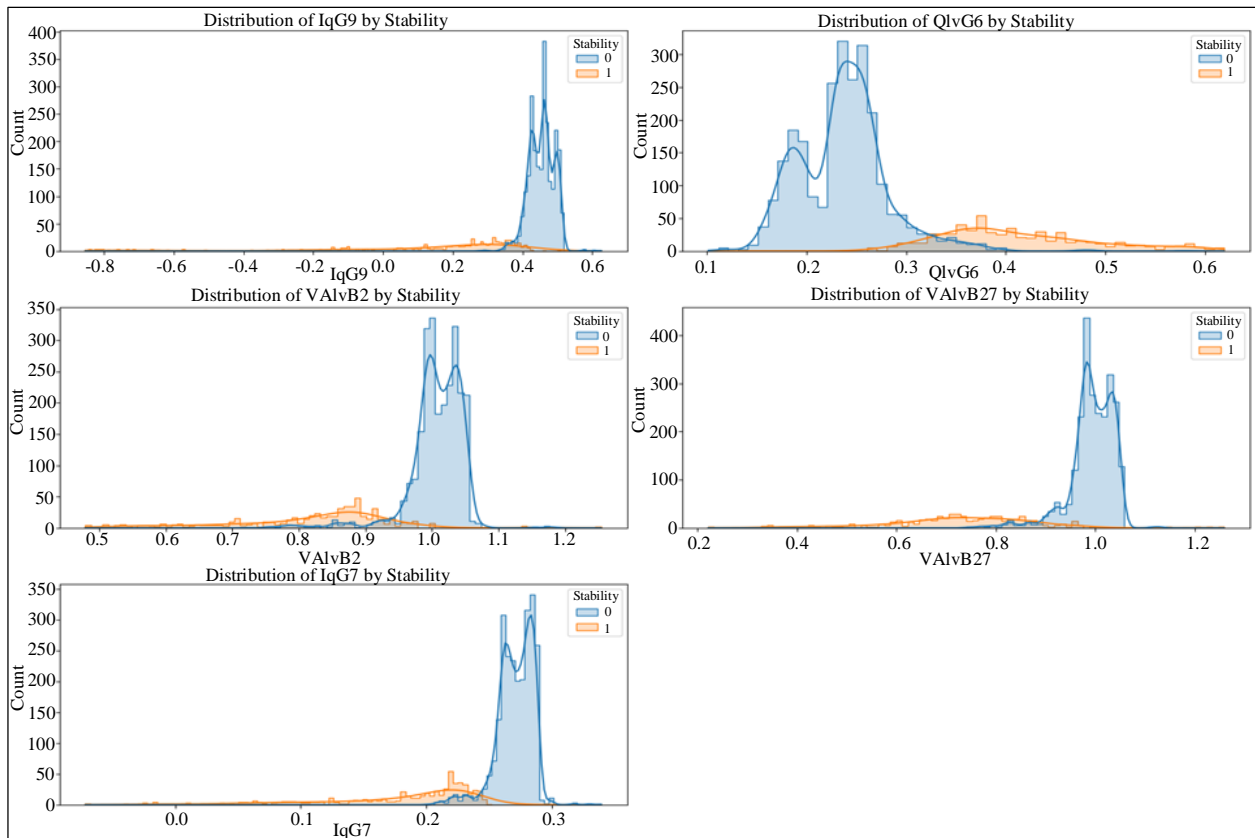 Distribution of IqG9 by Stability
400
350
300
250
200
150
100
50
0
Count
Stability
0
1
-0.8 -0.6 -0.4 -0.2 0.0 0.2 0.4 0.6
IqG9
Distribution of QlvG6 by Stability
300
250
200
150
100
50
0
Count
Stability
0
1
0.1 0.2 0.3 0.4 0.5 0.6
QlvG6
Distribution of VAlvB2 by Stability
350
300
250
200
150
100
50
0
Count
Stability
0
1
0.5 0.6 0.7 0.8 0.9 1.0 1.1 1.2
VAlvB2
Distribution of VAlvB27 by Stability
400
300
200
100
0
Count
Stability
0
1
0.2 0.4 0.6 0.8 1.0 1.2
VAlvB27
Distribution of IqG7 by Stability
350
300
250
200
150
100
50
0
Count
Stability
0
1
0.0 0.1 0.2 0.3
IqG7